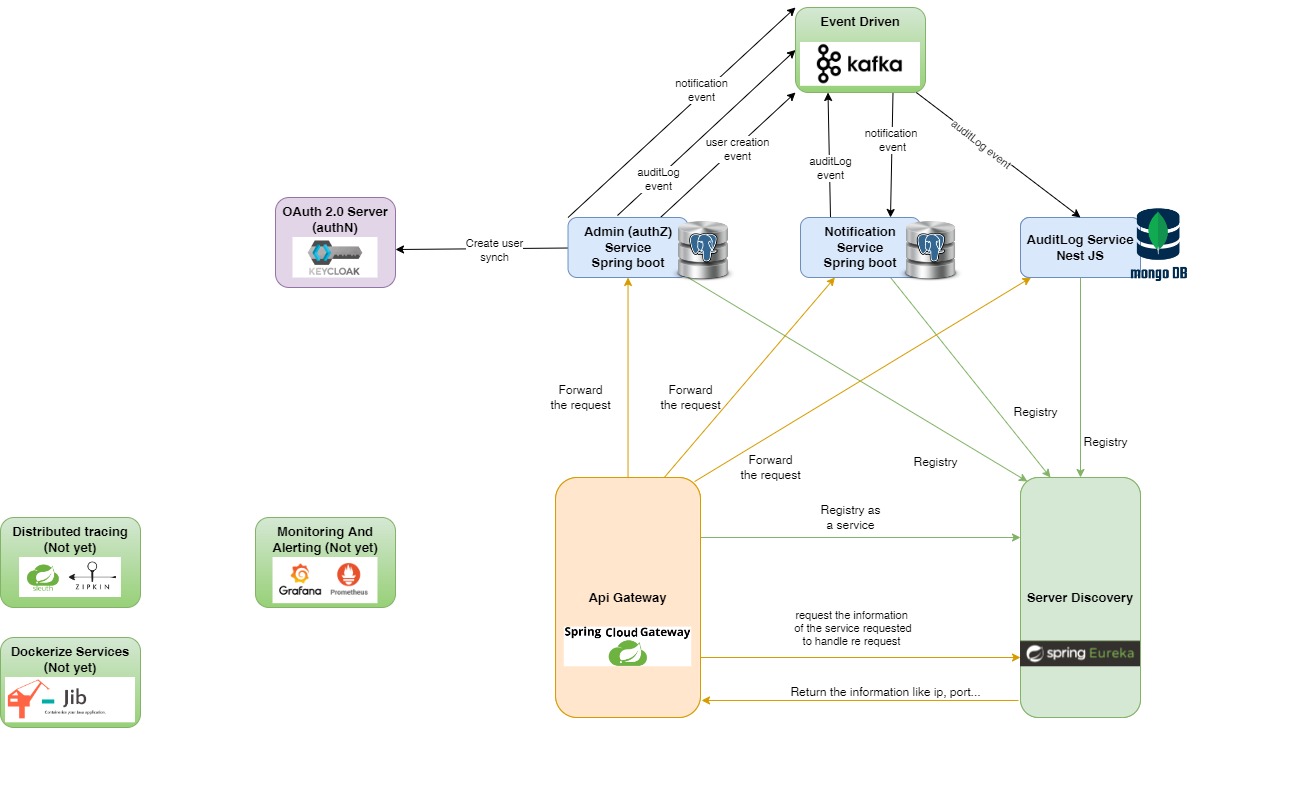 Event Driven
kafka
notification
event
auditLog
event
user creation
event
auditLog
event
notification
event
auditLog event
OAuth 2.0 Server
(authN)
KEYCLOAK
Create user
synch
Admin (authZ)
Service
Spring boot
Notification
Service
Spring boot
AuditLog Service
Nest JS
mongo DB
Forward
the request
Forward
the request
Forward
the request
Registry
Registry
Registry
Distributed tracing
(Not yet)
sleuth
ZIPKIN
Monitoring And
Alerting (Not yet)
Grafana
Prometheus
Dockerize Services
(Not yet)
Jib
Containerize your Java application.
Api Gateway
Spring Cloud Gateway
Registry as
a service
request the information
of the service requested
to handle re request
Return the information like ip, port...
Server Discovery
spring Eureka